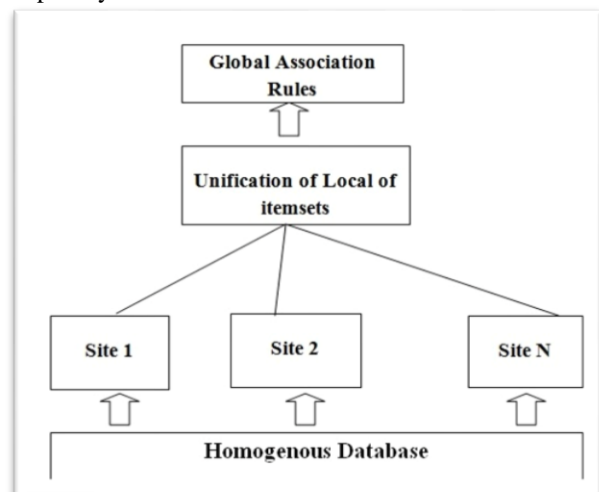 Global Association
Rules
Unification of Local of
itemsets
Site 1
Site 2
Site N
Homogenous Database